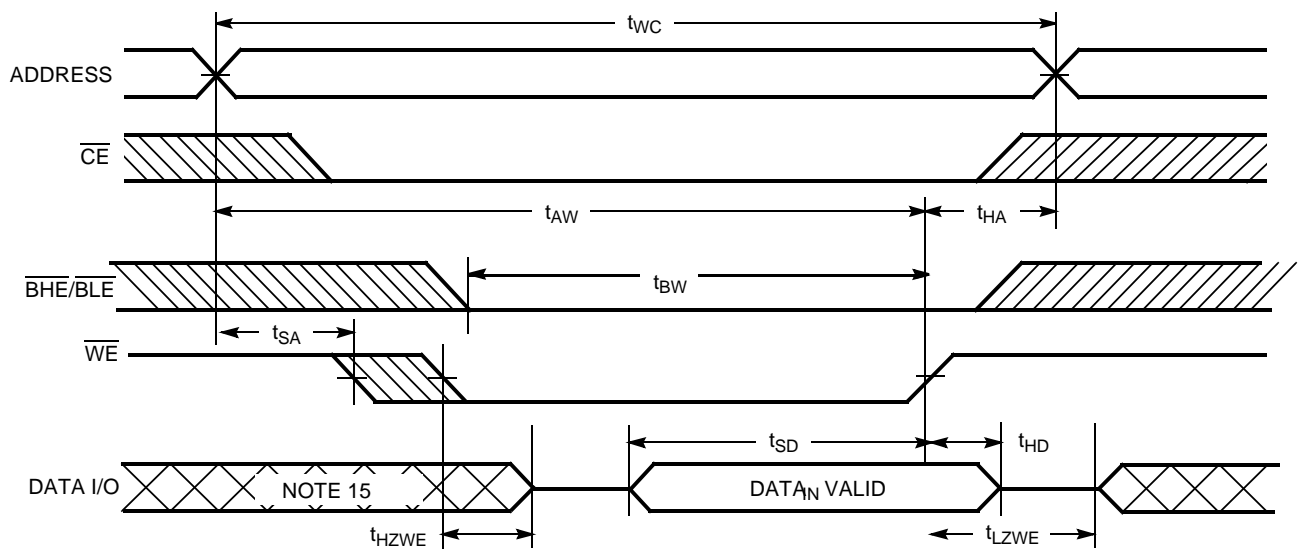 tWC
ADDRESS
CE
tAW
tHA
BHE/BLE
tBW
tSA
WE
tSD
tHD
DATA I/O
NOTE 15
DATAIN VALID
tHZWE
tLZWE